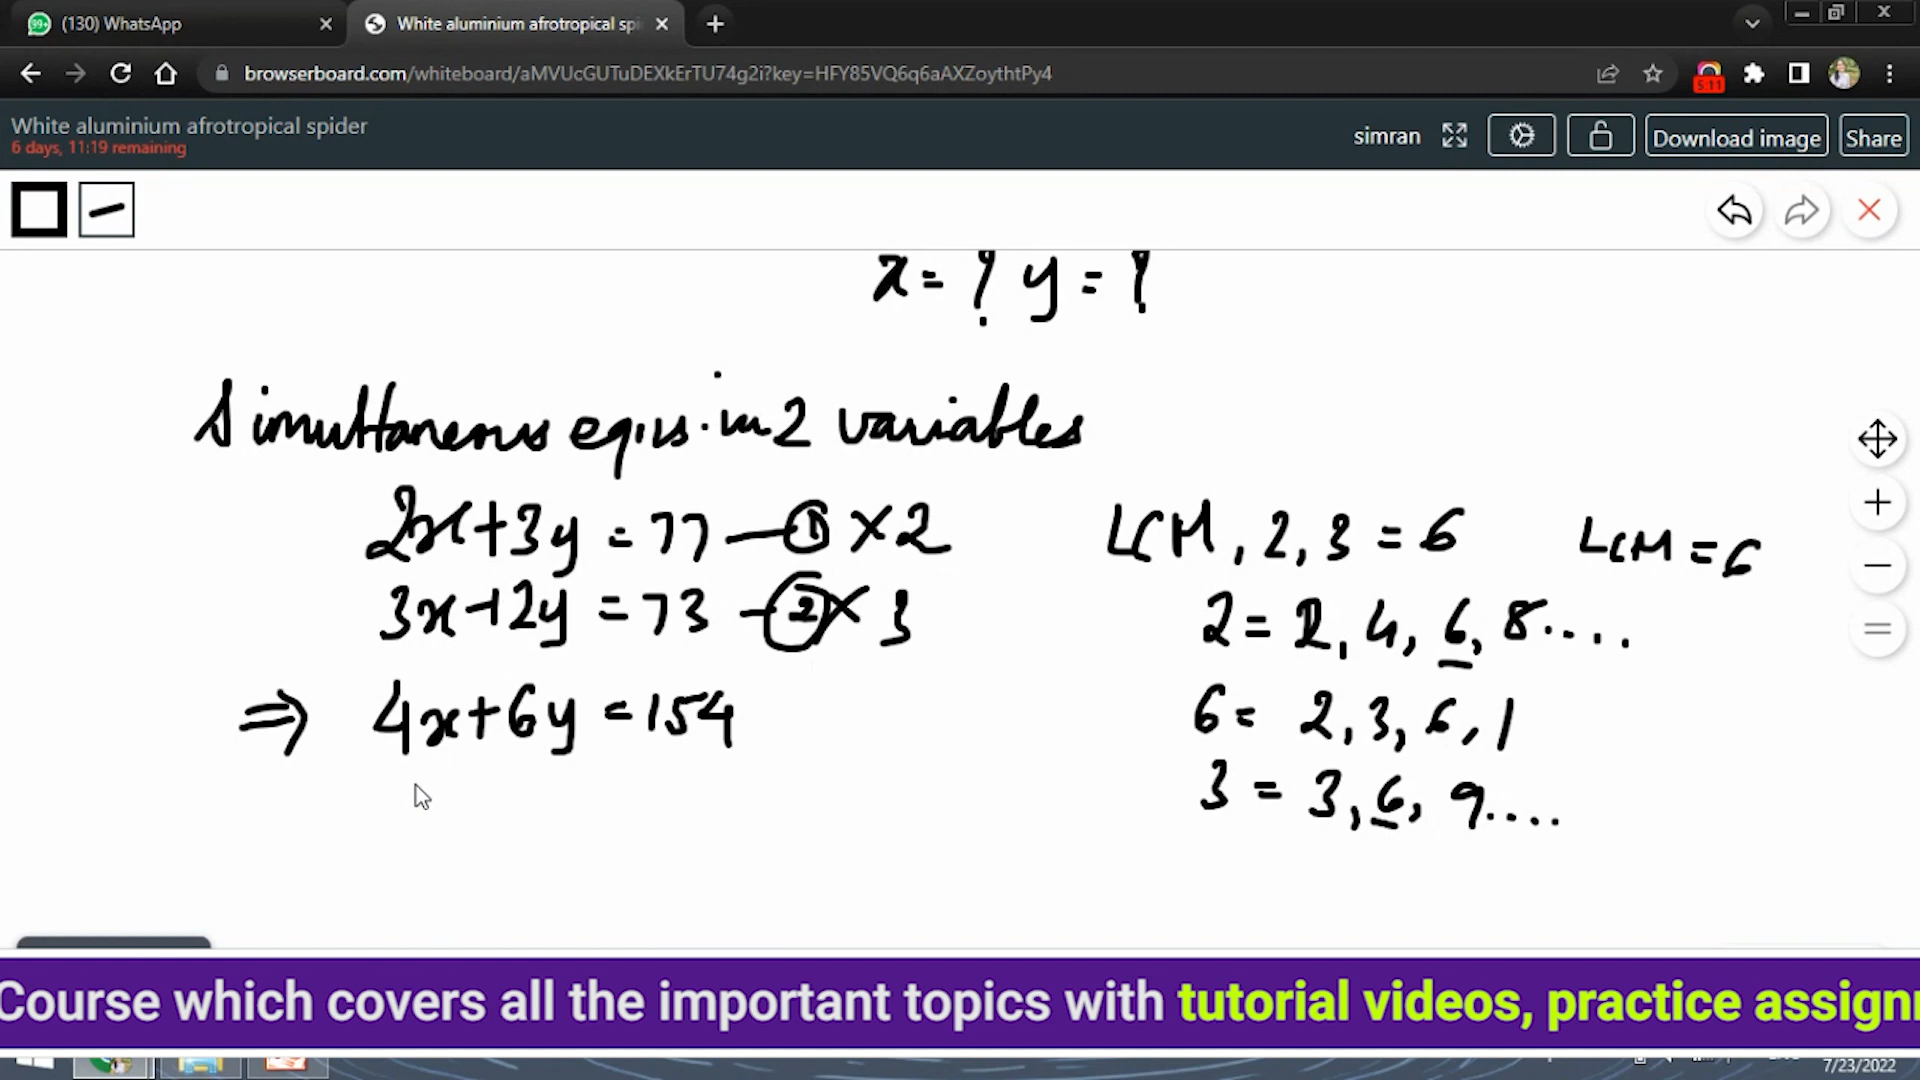 (130) WhatsApp
White aluminium afrotropical spi
browserboard.com/whiteboard/aMVUcGUTuDEXkErTU74g2i?key=HFY85VQ6q6aAXZoythtPy4
5:11
White aluminium afrotropical spider
6 days, 11:19 remaining
simran
Download image
Share
x = ? y = ?
Simultaneous eqns. in 2 variables
2x+3y = 77 — ① × 2
3x+2y = 73 — ② × 3
⇒ 4x+6y = 154
LCM, 2, 3 = 6
LCM = 6
2 = 2, 4, 6, 8....
6 = 2, 3, 6, 1
3 = 3, 6, 9....
Course which covers all the important topics with tutorial videos, practice assign
7/23/2022